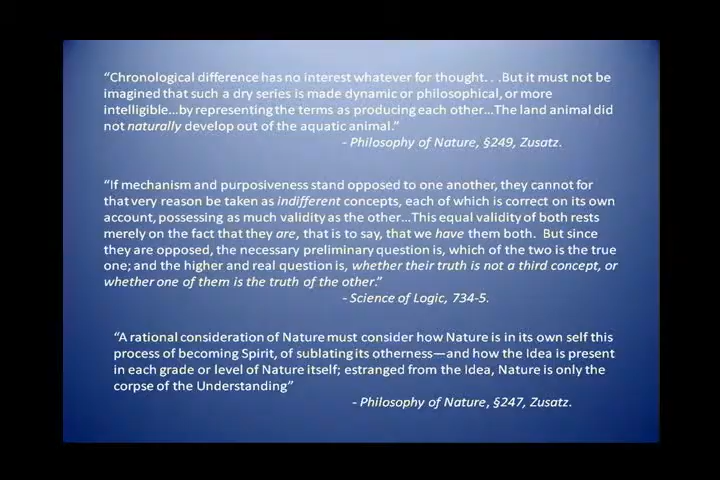 “Chronological difference has no interest whatever for thought. . .But it must not be
imagined that such a dry series is made dynamic or philosophical, or more
intelligible…by representing the terms as producing each other…The land animal did
not naturally develop out of the aquatic animal.”
- Philosophy of Nature, §249, Zusatz.
“If mechanism and purposiveness stand opposed to one another, they cannot for
that very reason be taken as indifferent concepts, each of which is correct on its own
account, possessing as much validity as the other…This equal validity of both rests
merely on the fact that they are, that is to say, that we have them both. But since
they are opposed, the necessary preliminary question is, which of the two is the true
one; and the higher and real question is, whether their truth is not a third concept, or
whether one of them is the truth of the other.”
- Science of Logic, 734-5.
“A rational consideration of Nature must consider how Nature is in its own self this
process of becoming Spirit, of sublating its otherness—and how the Idea is present
in each grade or level of Nature itself; estranged from the Idea, Nature is only the
corpse of the Understanding”
- Philosophy of Nature, §247, Zusatz.